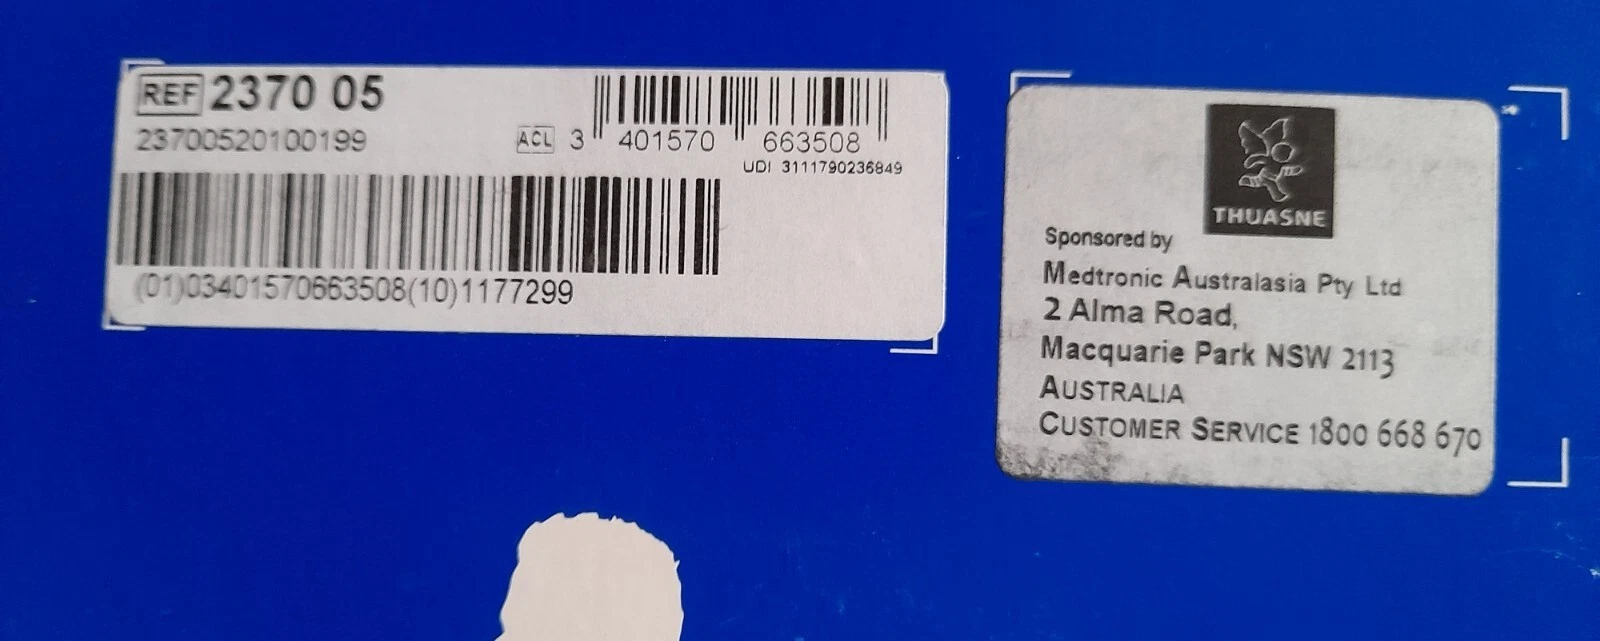 REF 2370 05
23700520100199
ACL 3 401570 663508
UDI 3111790236849
(01)03401570663508(10)1177299
THUASNE
Sponsored by
Medtronic Australasia Pty Ltd
2 Alma Road,
Macquarie Park NSW 2113
AUSTRALIA
CUSTOMER SERVICE 1800 668 670